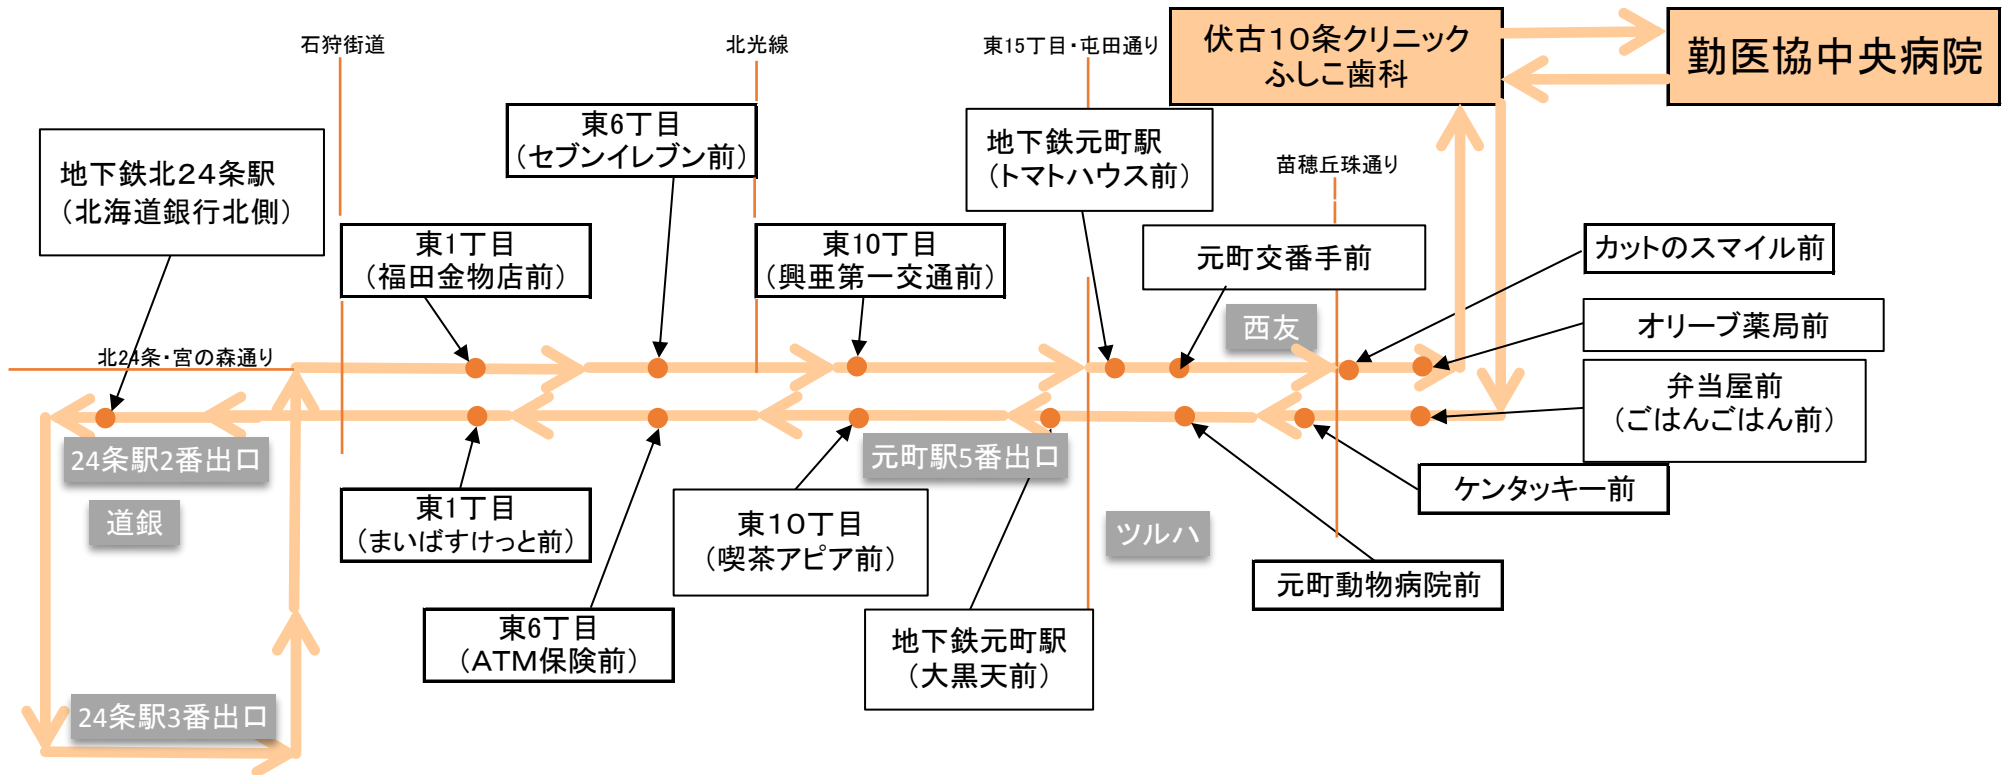 石狩街道
北光線
東15丁目・屯田通り
伏古10条クリニック
ふしこ歯科
勤医協中央病院
地下鉄北24条駅
（北海道銀行北側）
東6丁目
（セブンイレブン前）
地下鉄元町駅
（トマトハウス前）
苗穂丘珠通り
東1丁目
（福田金物店前）
東10丁目
（興亜第一交通前）
元町交番手前
カットのスマイル前
西友
オリーブ薬局前
北24条・宮の森通り
弁当屋前
（ごはんごはん前）
24条駅2番出口
元町駅5番出口
ケンタッキー前
道銀
東1丁目
（まいばすけっと前）
東10丁目
（喫茶アピア前）
ツルハ
元町動物病院前
東6丁目
（ATM保険前）
地下鉄元町駅
（大黒天前）
24条駅3番出口